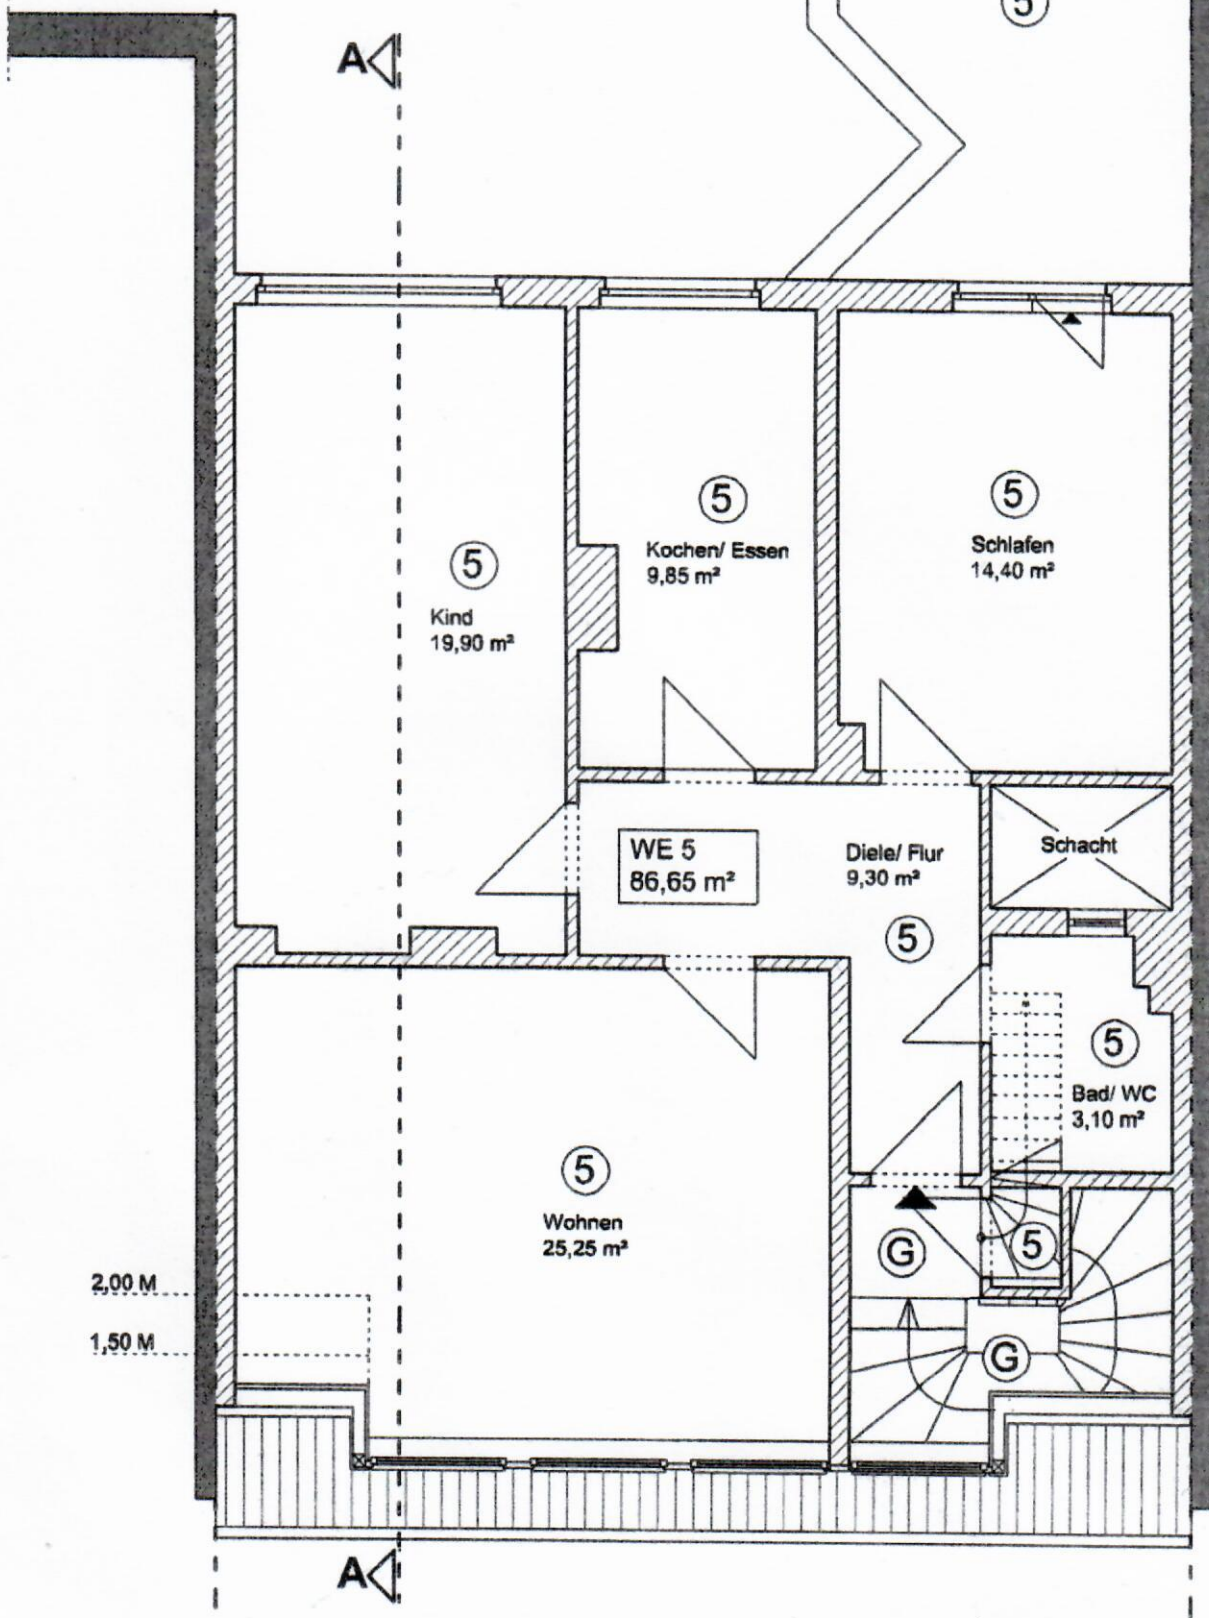 5
A
5
Kochen/ Essen
9,85 m²
5
Schlafen
14,40 m²
5
Kind
19,90 m²
WE 5
86,65 m²
Diele/ Flur
9,30 m²
5
Schacht
5
Bad/ WC
3,10 m²
5
Wohnen
25,25 m²
G
5
2,00 M
1,50 M
G
A